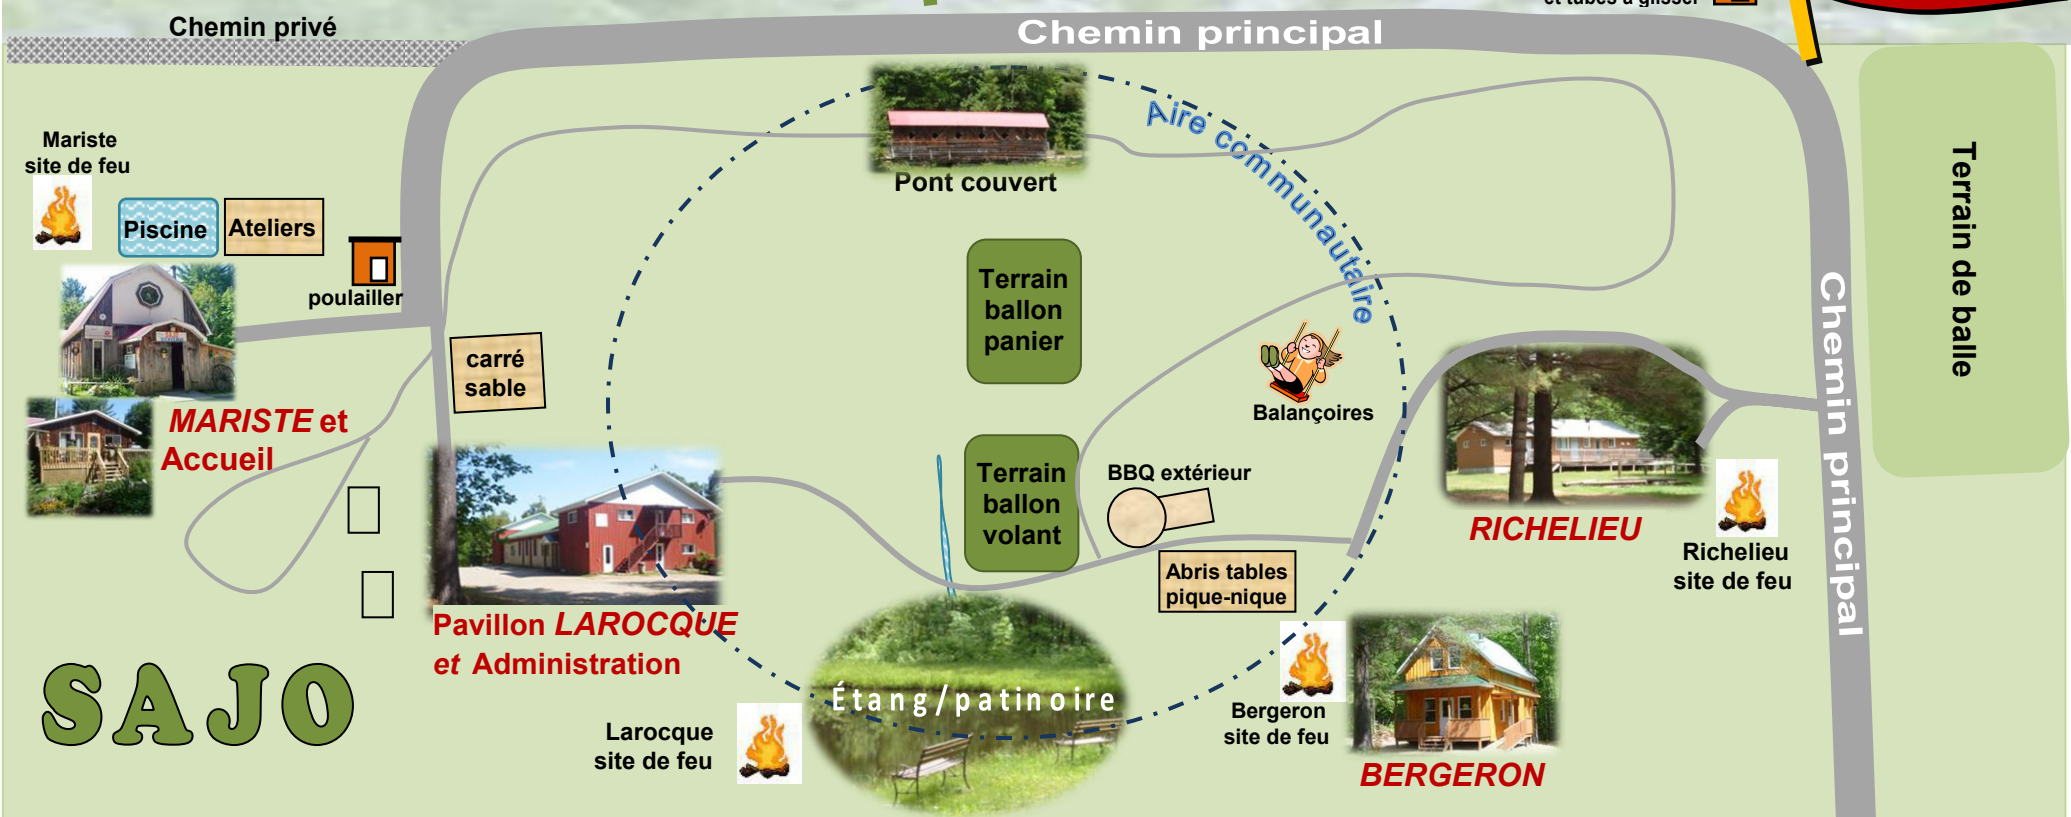 et tubes à glisser
Chemin privé
Chemin principal
Mariste
site de feu
Piscine
Ateliers
poulailler
Pont couvert
Aire communautaire
Terrain
ballon
panier
carré
sable
MARISTE et
Accueil
Balançoires
Terrain de balle
Chemin principal
Terrain
ballon
volant
BBQ extérieur
Abris tables
pique-nique
RICHELIEU
Richelieu
site de feu
Pavillon LAROCQUE
et Administration
SAJO
Étang/patinoire
Larocque
site de feu
Bergeron
site de feu
BERGERON